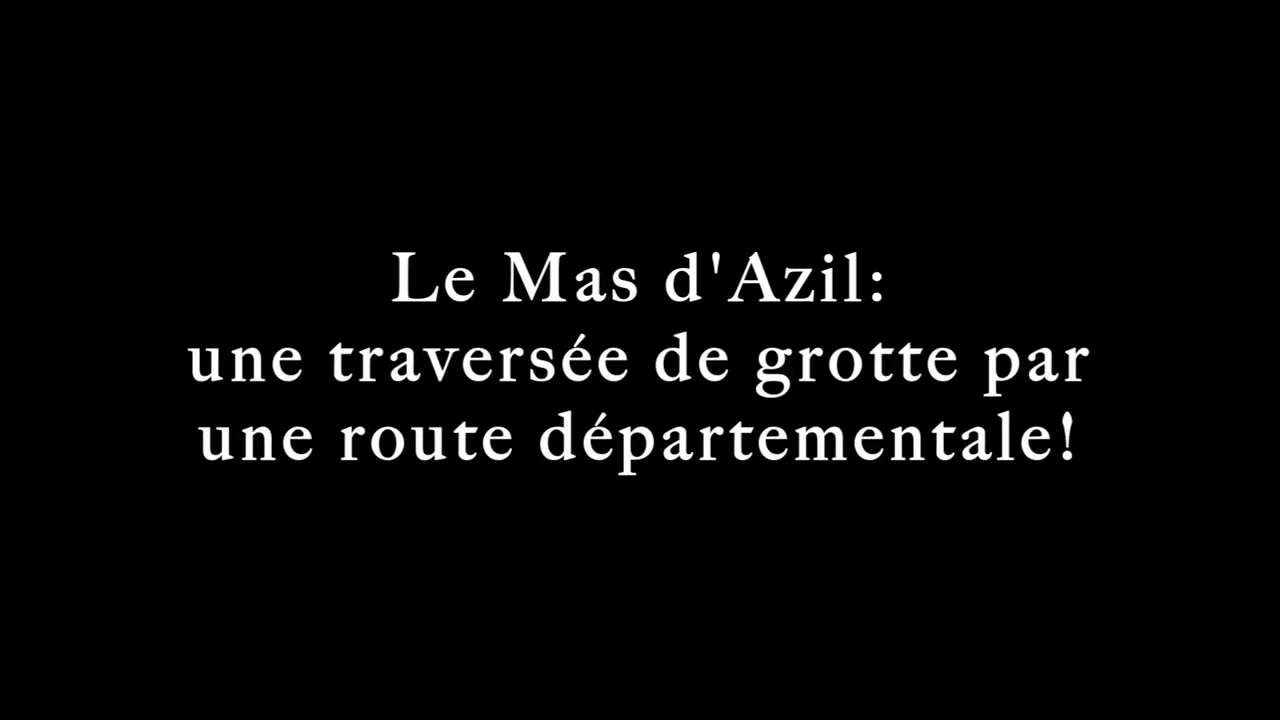 Le Mas d'Azil:
une traversée de grotte par
une route départementale!